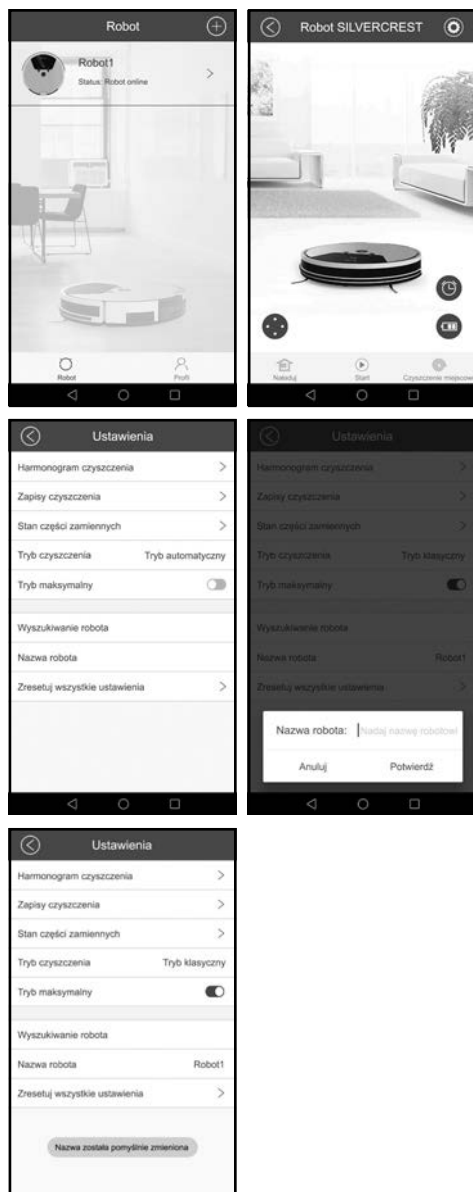 Robot
Robot1
Status: Robot online
Robot
Profil
Robot SILVERCREST
Naładuj
Start
Czyszczenie miejscow
Ustawienia
Harmonogram czyszczenia
Zapisy czyszczenia
Stan części zamiennych
Tryb czyszczenia Tryb automatyczny
Tryb maksymalny
Wyszukiwanie robota
Nazwa robota
Zresetuj wszystkie ustawienia
Ustawienia
Harmonogram czyszczenia
Zapisy czyszczenia
Stan części zamiennych
Tryb czyszczenia Tryb klasyczny
Tryb maksymalny
Wyszukiwanie robota
Nazwa robota Robot1
Zresetuj wszystkie ustawienia
Nazwa robota: Nadaj nazwę robotowi
Anuluj Potwierdź
Ustawienia
Harmonogram czyszczenia
Zapisy czyszczenia
Stan części zamiennych
Tryb czyszczenia Tryb klasyczny
Tryb maksymalny
Wyszukiwanie robota
Nazwa robota Robot1
Zresetuj wszystkie ustawienia
Nazwa została pomyślnie zmieniona